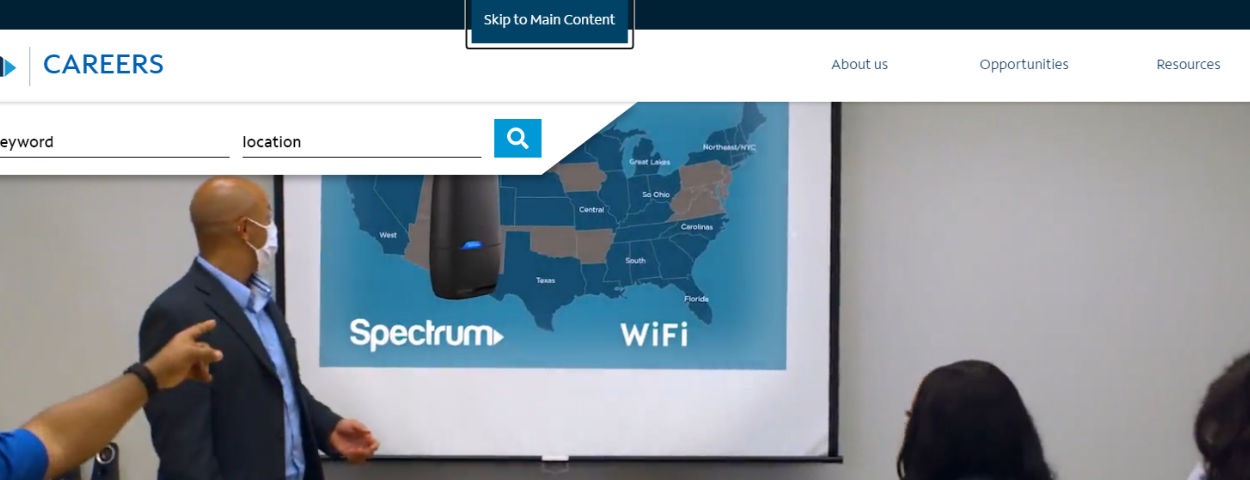 Skip to Main Content
CAREERS
About us
Opportunities
Resources
eyword
location
Northeast/NYC
Great Lakes
So Ohio
Central
Carolinas
West
South
Texas
Florida
Spectrum
WiFi